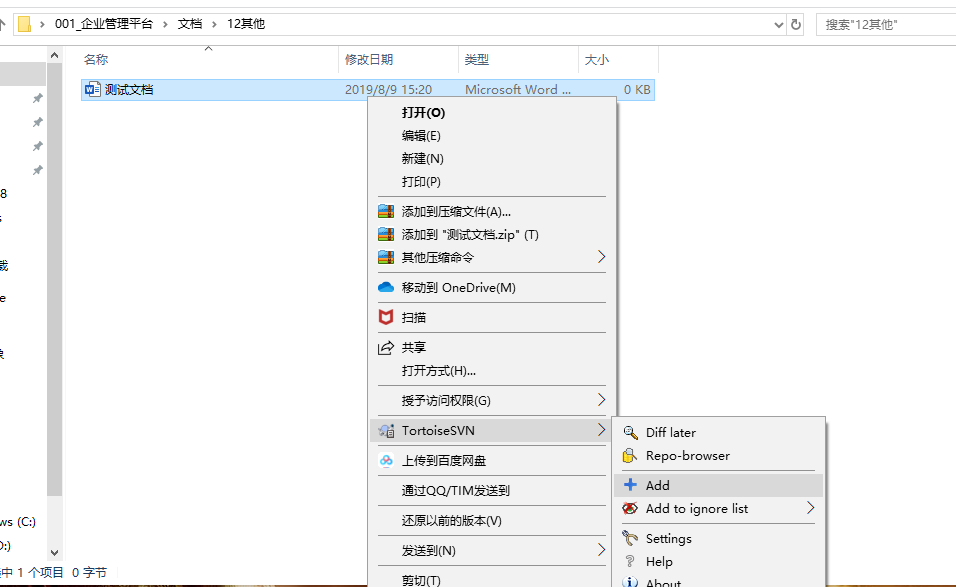 001_企业管理平台 › 文档 › 12其他
搜索"12其他"
名称 修改日期 类型 大小
测试文档 2019/8/9 15:20 Microsoft Word ... 0 KB
打开(O)
编辑(E)
新建(N)
打印(P)
添加到压缩文件(A)...
添加到 "测试文档.zip" (T)
其他压缩命令
移动到 OneDrive(M)
扫描
共享
打开方式(H)...
授予访问权限(G)
TortoiseSVN
上传到百度网盘
通过QQ/TIM发送到
还原以前的版本(V)
发送到(N)
剪切(T)
Diff later
Repo-browser
Add
Add to ignore list
Settings
Help
About
8
载
e
象
ws (C:)
D:)
中 1 个项目 0 字节